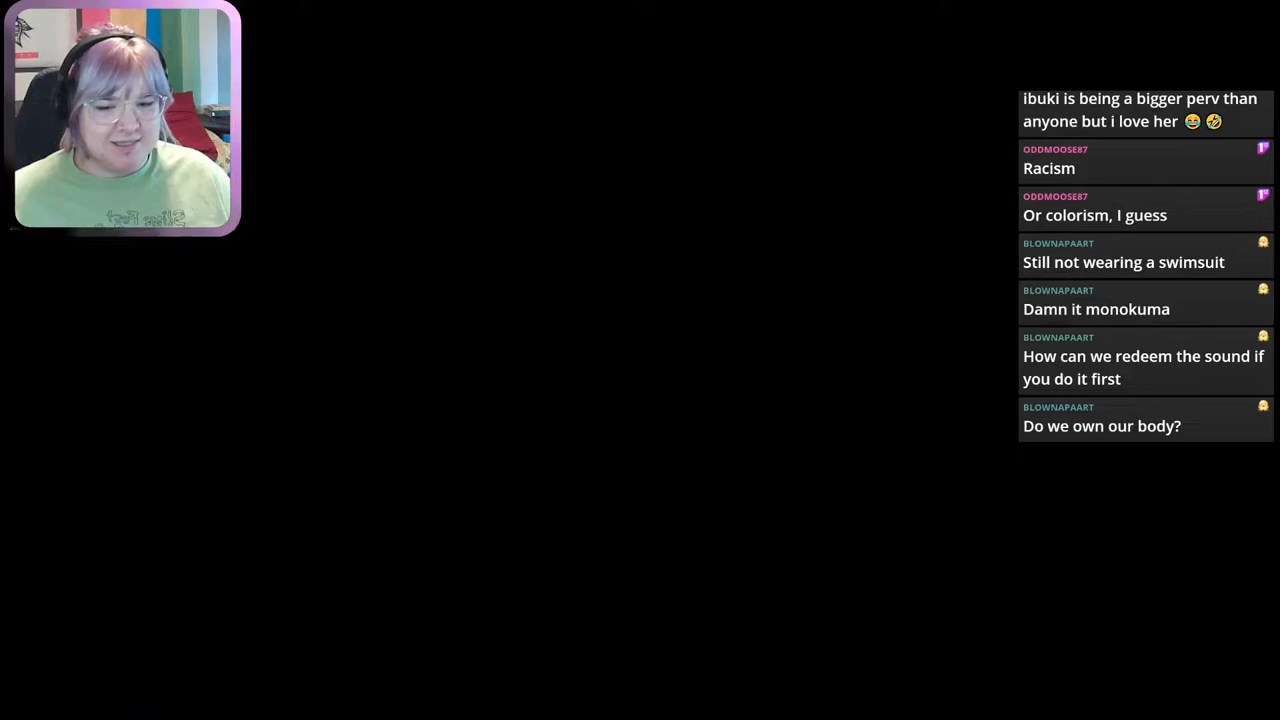 ibuki is being a bigger perv than
anyone but i love her 😂 🤣
ODDMOOSE87
Racism
ODDMOOSE87
Or colorism, I guess
BLOWNAPAART
Still not wearing a swimsuit
BLOWNAPAART
Damn it monokuma
BLOWNAPAART
How can we redeem the sound if
you do it first
BLOWNAPAART
Do we own our body?